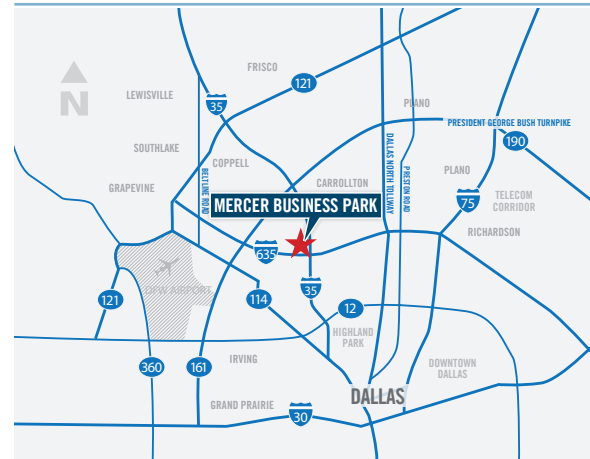 FRISCO
121
LEWISVILLE
35
N
PLANO
PRESIDENT GEORGE BUSH TURNPIKE
190
SOUTHLAKE
COPPELL
DALLAS NORTH TOLLWAY
PRESTON ROAD
PLANO
BELTLINE ROAD
GRAPEVINE
CARROLLTON
75
TELECOM
CORRIDOR
MERCER BUSINESS PARK
RICHARDSON
635
DFW AIRPORT
35
121
114
12
HIGHLAND
PARK
360
161
IRVING
DOWNTOWN
DALLAS
DALLAS
GRAND PRAIRIE
30